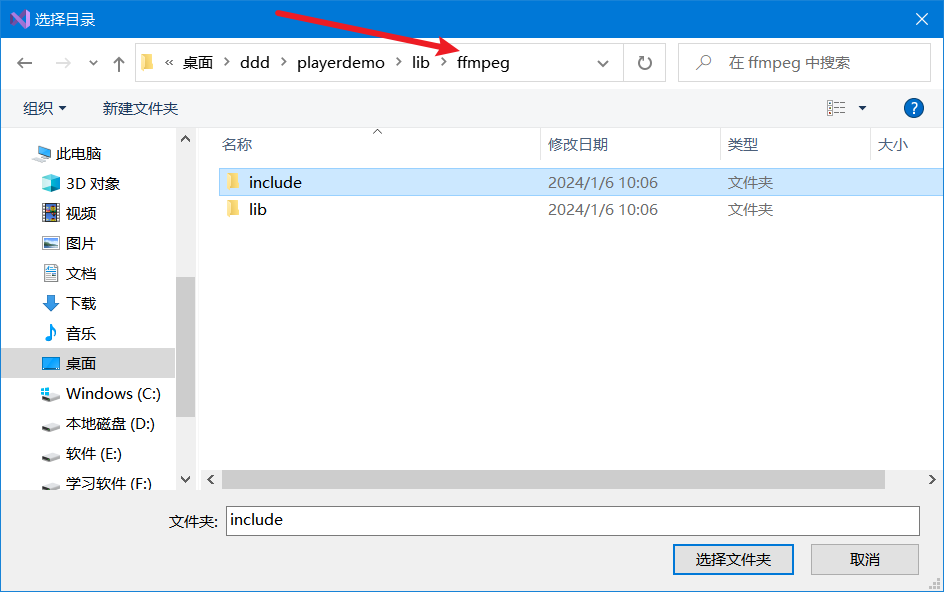 选择目录
« 桌面 › ddd › playerdemo › lib › ffmpeg
在 ffmpeg 中搜索
组织 新建文件夹
?
名称 修改日期 类型 大小
include 2024/1/6 10:06 文件夹
lib 2024/1/6 10:06 文件夹
此电脑
3D 对象
视频
图片
文档
下载
音乐
桌面
Windows (C:)
本地磁盘 (D:)
软件 (E:)
学习软件 (F:)
文件夹: include
选择文件夹 取消